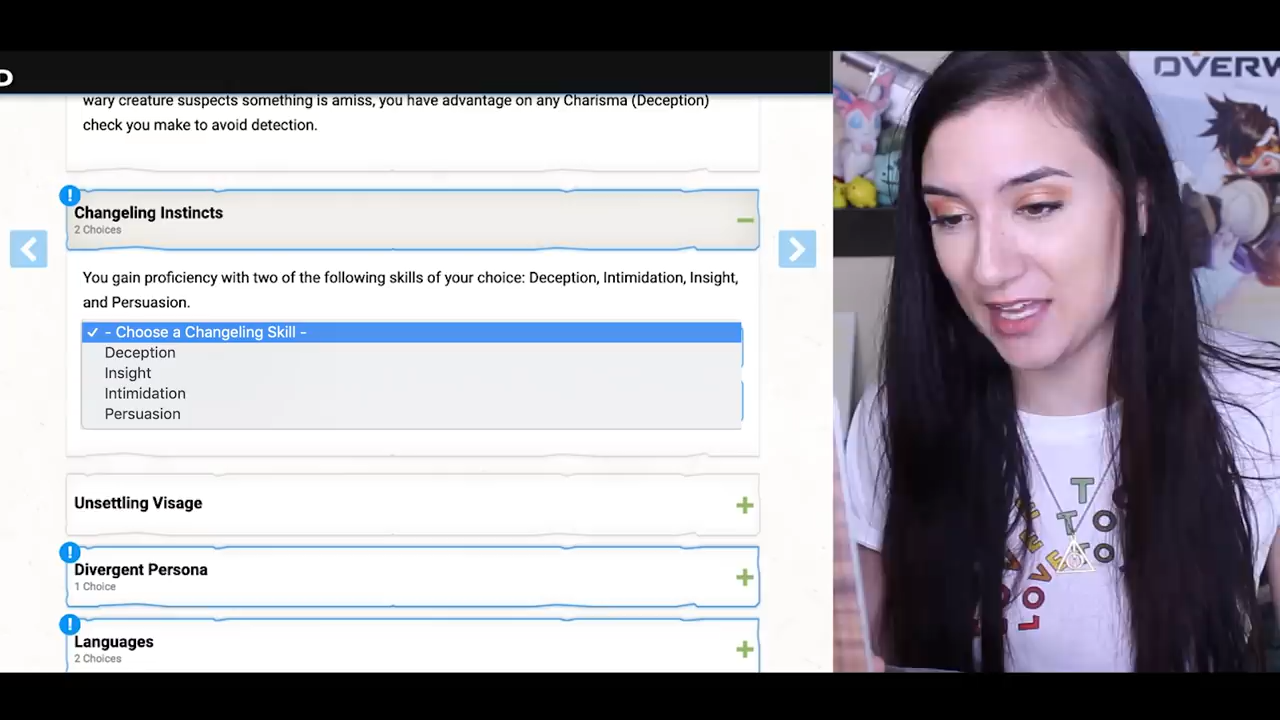 D
OVERW
wary creature suspects something is amiss, you have advantage on any Charisma (Deception)
check you make to avoid detection.
!
Changeling Instincts
2 Choices
You gain proficiency with two of the following skills of your choice: Deception, Intimidation, Insight,
and Persuasion.
✓ - Choose a Changeling Skill -
Deception
Insight
Intimidation
Persuasion
Unsettling Visage
!
Divergent Persona
1 Choice
!
Languages
2 Choices
T
T O
TO
LOVE
LOVE